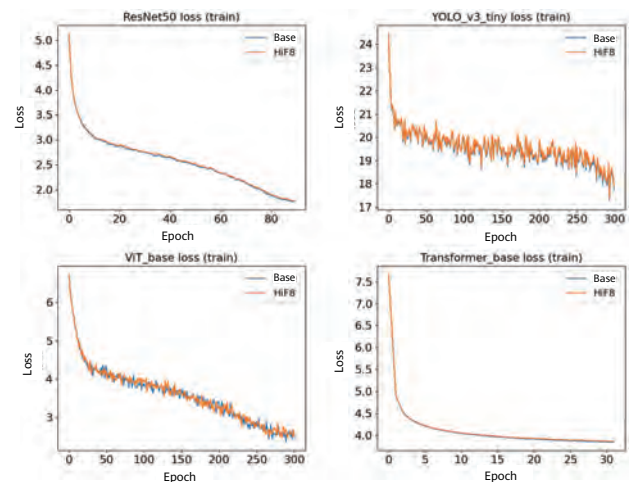 ResNet50 loss (train)
5.0
4.5
4.0
3.5
3.0
2.5
2.0
Loss
0
20
40
60
80
Epoch
Base
HiF8
YOLO_v3_tiny loss (train)
24
23
22
21
20
19
18
17
Loss
0
50
100
150
200
250
300
Epoch
Base
HiF8
ViT_base loss (train)
6
5
4
3
Loss
0
50
100
150
200
250
300
Epoch
Base
HiF8
Transformer_base loss (train)
7.5
7.0
6.5
6.0
5.5
5.0
4.5
4.0
Loss
0
5
10
15
20
25
30
Epoch
Base
HiF8